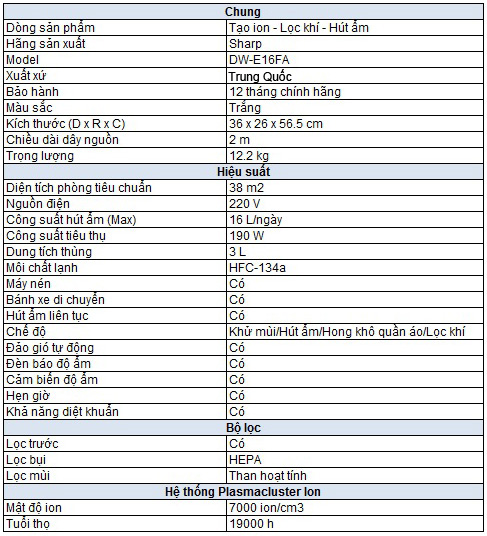 Chung
Dòng sản phẩm Tạo ion - Lọc khí - Hút ẩm
Hãng sản xuất Sharp
Model DW-E16FA
Xuất xứ Trung Quốc
Bảo hành 12 tháng chính hãng
Màu sắc Trắng
Kích thước (D x R x C) 36 x 26 x 56.5 cm
Chiều dài dây nguồn 2 m
Trọng lượng 12.2 kg
Hiệu suất
Diện tích phòng tiêu chuẩn 38 m2
Nguồn điện 220 V
Công suất hút ẩm (Max) 16 L/ngày
Công suất tiêu thụ 190 W
Dung tích thùng 3 L
Môi chất lạnh HFC-134a
Máy nén Có
Bánh xe di chuyển Có
Hút ẩm liên tục Có
Chế độ Khử mùi/Hút ẩm/Hong khô quần áo/Lọc khí
Đảo gió tự động Có
Đèn báo độ ẩm Có
Cảm biến độ ẩm Có
Hẹn giờ Có
Khả năng diệt khuẩn Có
Bộ lọc
Lọc trước Có
Lọc bụi HEPA
Lọc mùi Than hoạt tính
Hệ thống Plasmacluster Ion
Mật độ ion 7000 ion/cm3
Tuổi thọ 19000 h